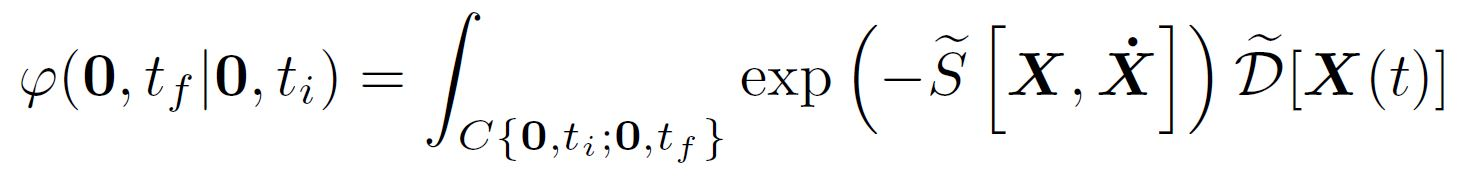 φ(𝟎, t_f|𝟎, t_i) = ∫_{C{𝟎,t_i;𝟎,t_f}} exp(−S̃[𝑿, 𝑿̇]) 𝒟̃[𝑿(t)]